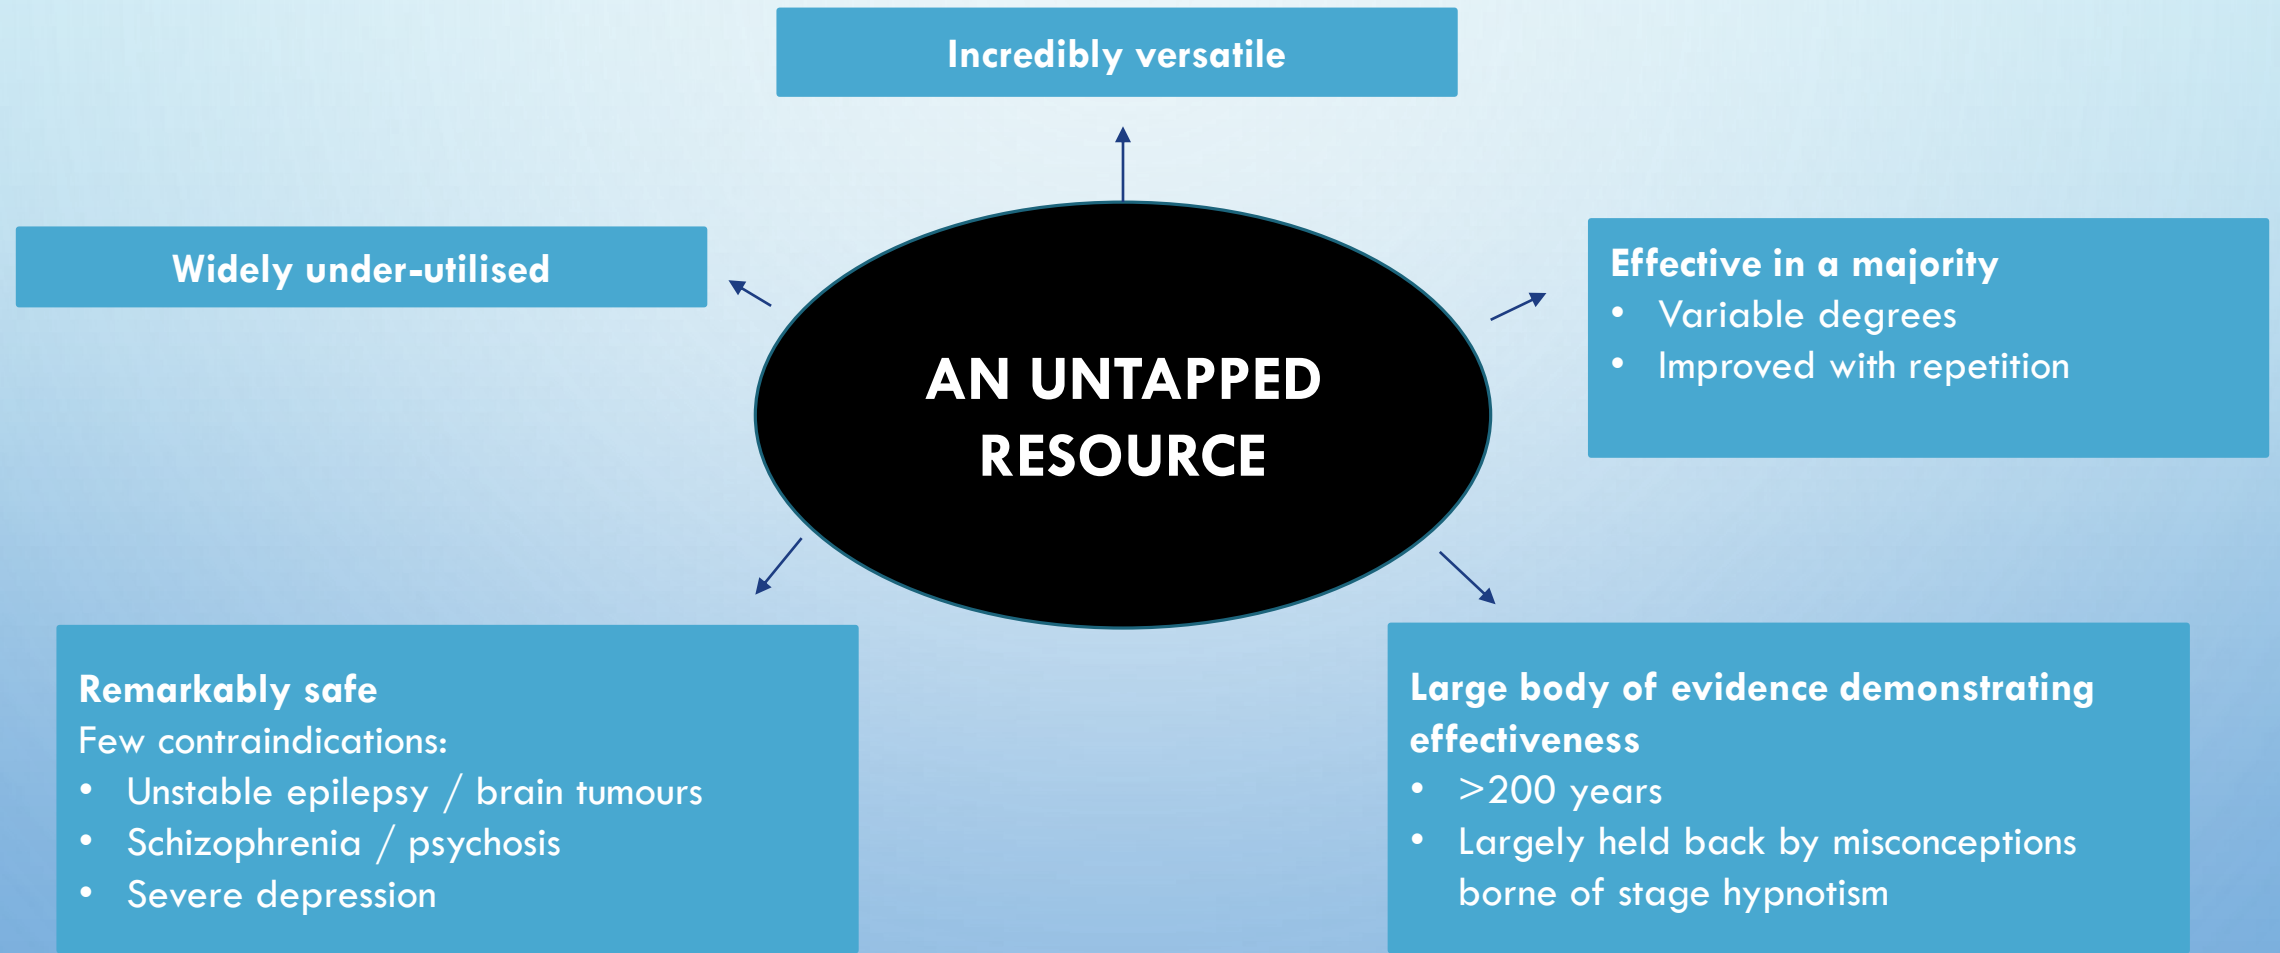 Incredibly versatile
Widely under-utilised
Effective in a majority
• Variable degrees
• Improved with repetition
AN UNTAPPED
RESOURCE
Remarkably safe
Few contraindications:
• Unstable epilepsy / brain tumours
• Schizophrenia / psychosis
• Severe depression
Large body of evidence demonstrating
effectiveness
• >200 years
• Largely held back by misconceptions
borne of stage hypnotism